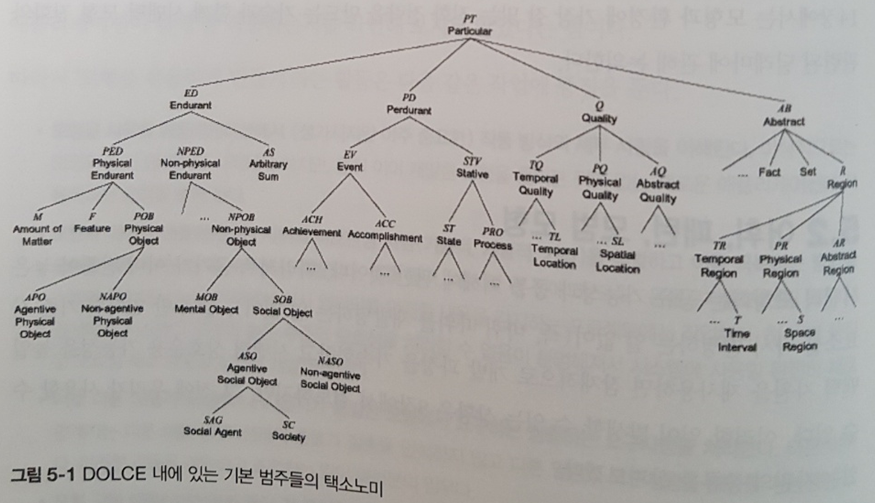 PT
Particular
ED
Endurant
PD
Perdurant
Q
Quality
AB
Abstract
PED
Physical
Endurant
NPED
Non-physical
Endurant
AS
Arbitrary
Sum
EV
Event
STV
Stative
TQ
Temporal
Quality
PQ
Physical
Quality
AQ
Abstract
Quality
...
Fact
Set
R
Region
M
Amount of
Matter
F
Feature
POB
Physical
Object
...
NPOB
Non-physical
Object
ACH
Achievement
ACC
Accomplishment
ST
State
PRO
Process
... TL
Temporal
Location
... SL
Spatial
Location
...
TR
Temporal
Region
PR
Physical
Region
AR
Abstract
Region
...
...
...
...
APO
Agentive
Physical
Object
NAPO
Non-agentive
Physical
Object
MOB
Mental Object
SOB
Social Object
... T
Time
Interval
... S
Space
Region
...
ASO
Agentive
Social Object
NASO
Non-agentive
Social Object
SAG
Social Agent
SC
Society
그림 5-1 DOLCE 내에 있는 기본 범주들의 택소노미